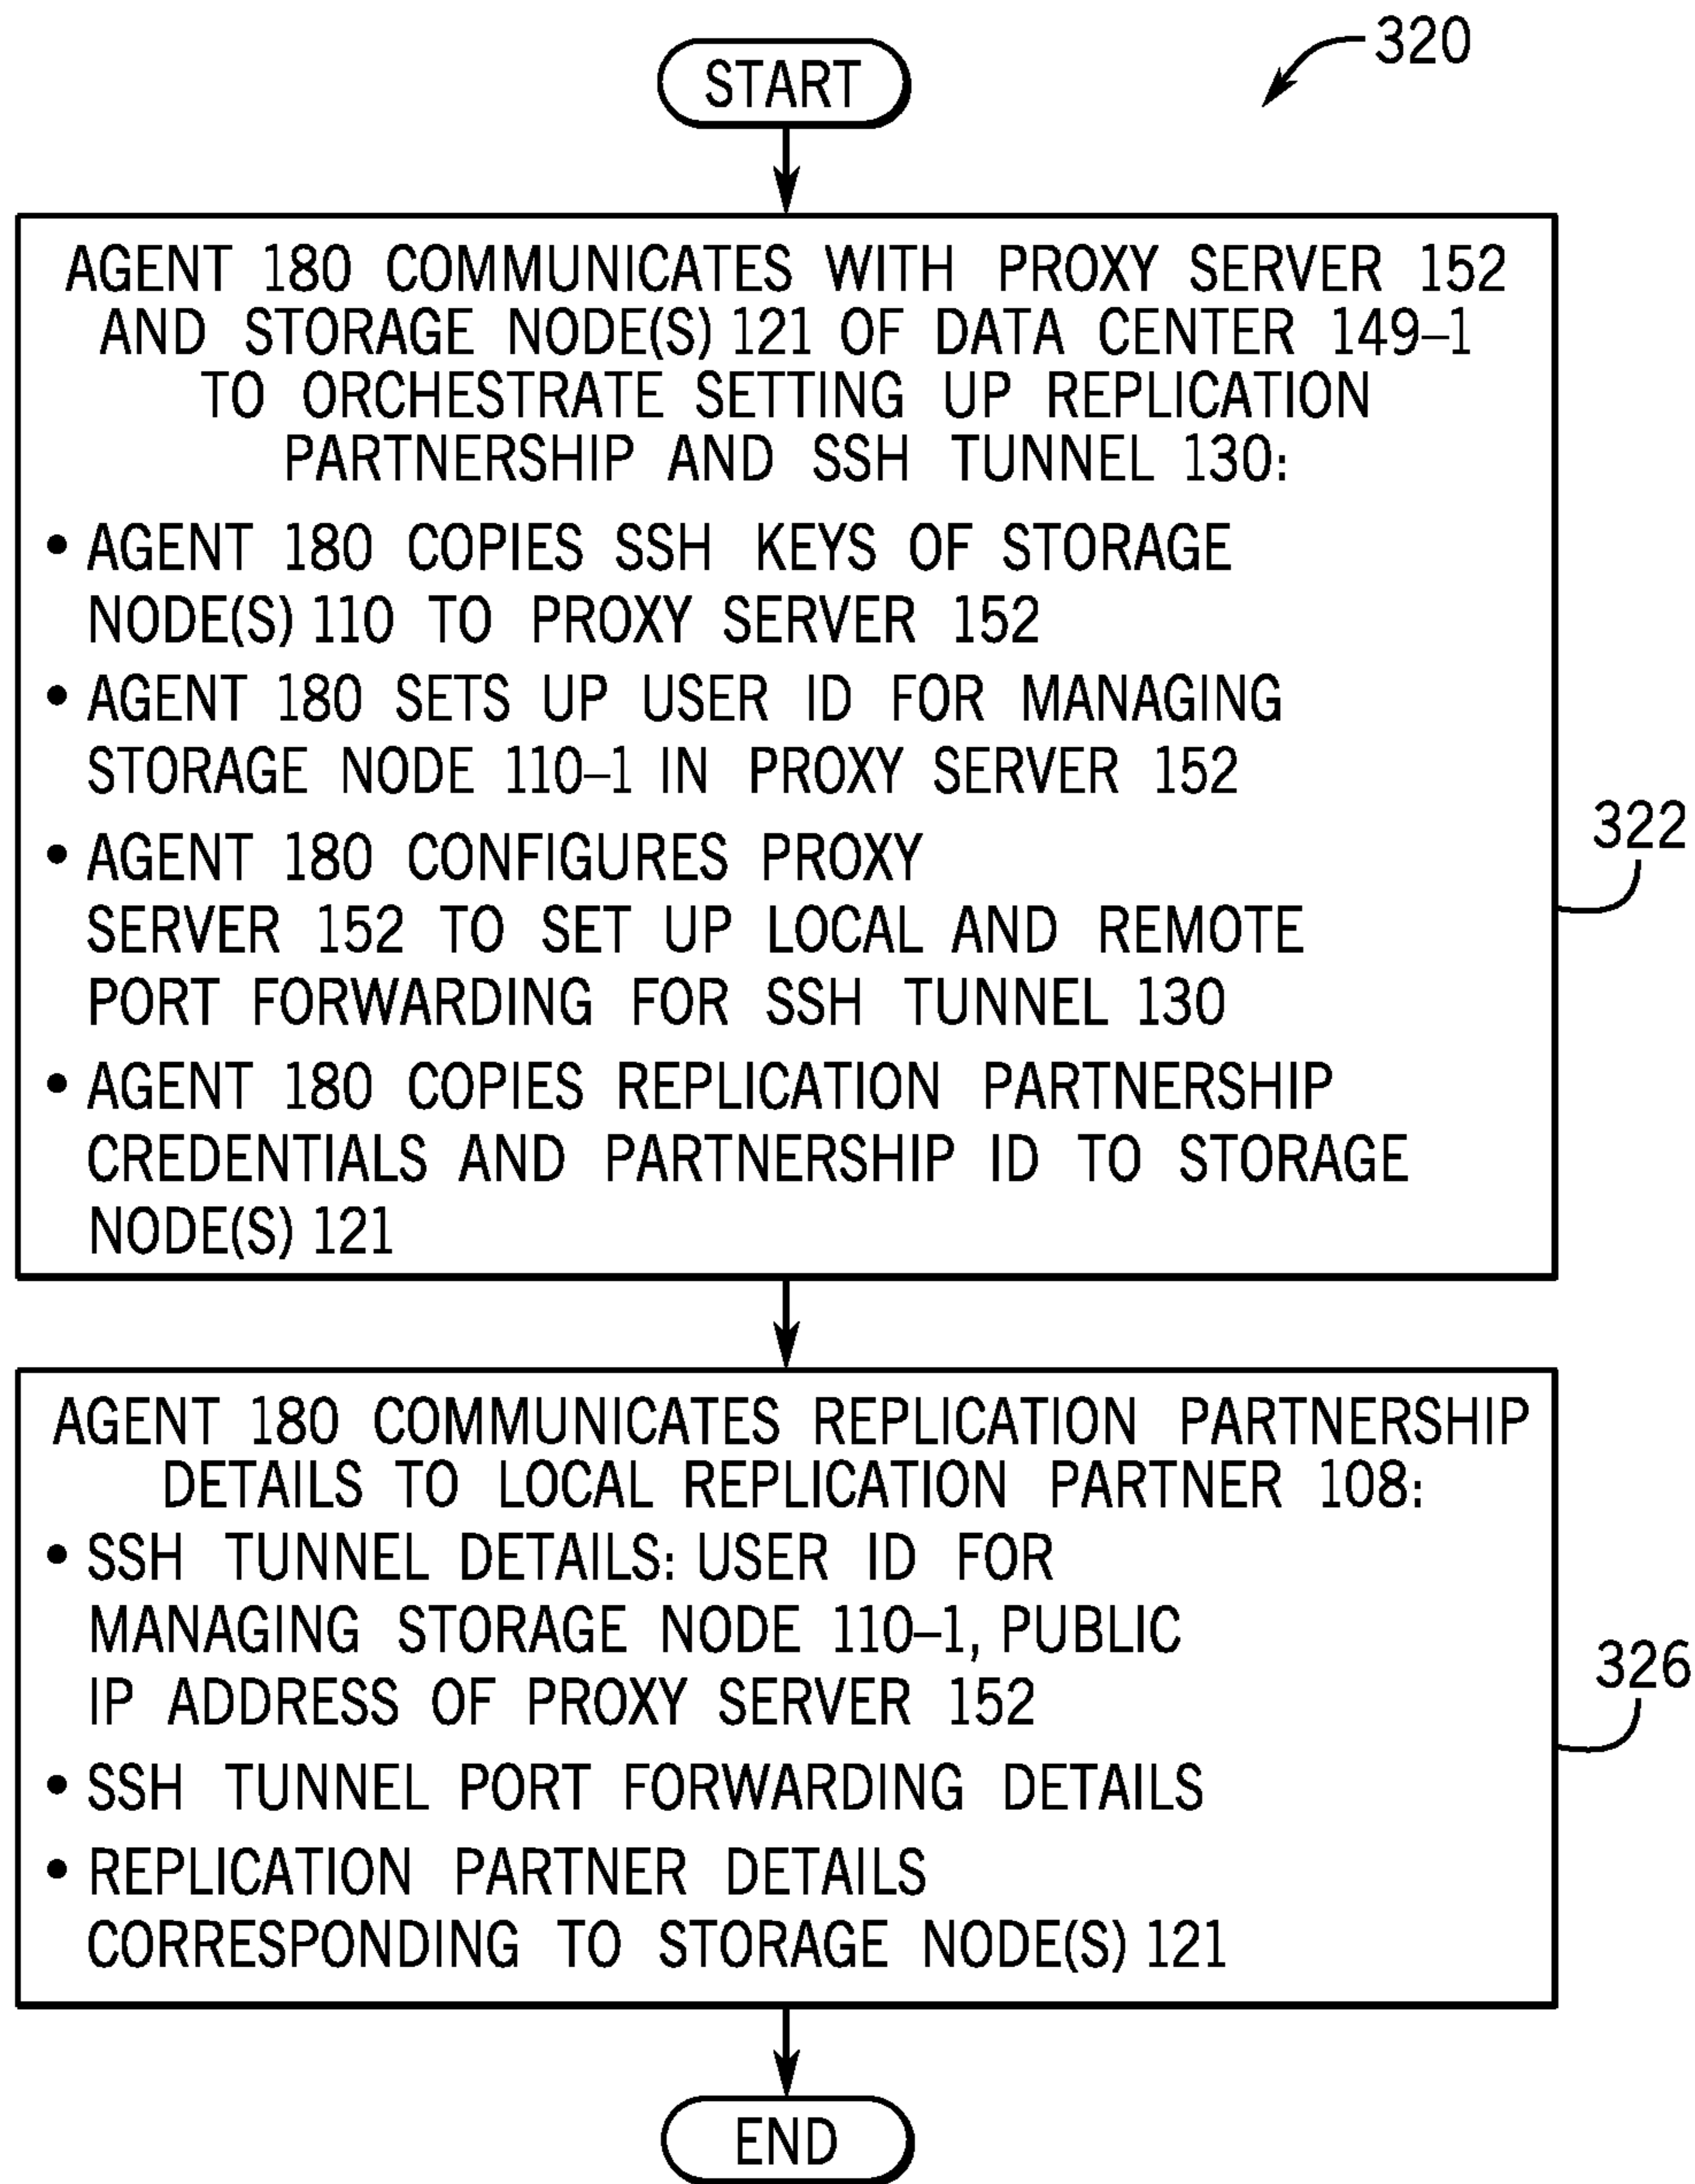 320
START
AGENT 180 COMMUNICATES WITH PROXY SERVER 152
AND STORAGE NODE(S) 121 OF DATA CENTER 149–1
TO ORCHESTRATE SETTING UP REPLICATION
PARTNERSHIP AND SSH TUNNEL 130:
• AGENT 180 COPIES SSH KEYS OF STORAGE
NODE(S) 110 TO PROXY SERVER 152
• AGENT 180 SETS UP USER ID FOR MANAGING
STORAGE NODE 110–1 IN PROXY SERVER 152
• AGENT 180 CONFIGURES PROXY
SERVER 152 TO SET UP LOCAL AND REMOTE
PORT FORWARDING FOR SSH TUNNEL 130
• AGENT 180 COPIES REPLICATION PARTNERSHIP
CREDENTIALS AND PARTNERSHIP ID TO STORAGE
NODE(S) 121
322
AGENT 180 COMMUNICATES REPLICATION PARTNERSHIP
DETAILS TO LOCAL REPLICATION PARTNER 108:
• SSH TUNNEL DETAILS: USER ID FOR
MANAGING STORAGE NODE 110–1, PUBLIC
IP ADDRESS OF PROXY SERVER 152
• SSH TUNNEL PORT FORWARDING DETAILS
• REPLICATION PARTNER DETAILS
CORRESPONDING TO STORAGE NODE(S) 121
326
END